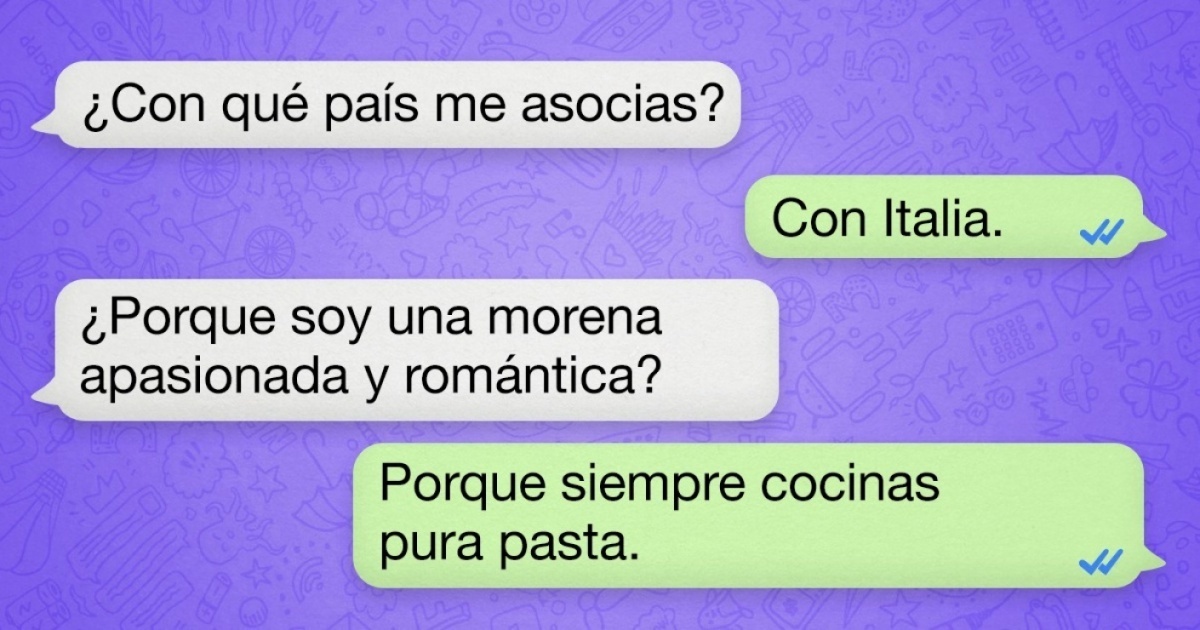 ¿Con qué país me asocias?
Con Italia.
¿Porque soy una morena
apasionada y romántica?
Porque siempre cocinas
pura pasta.